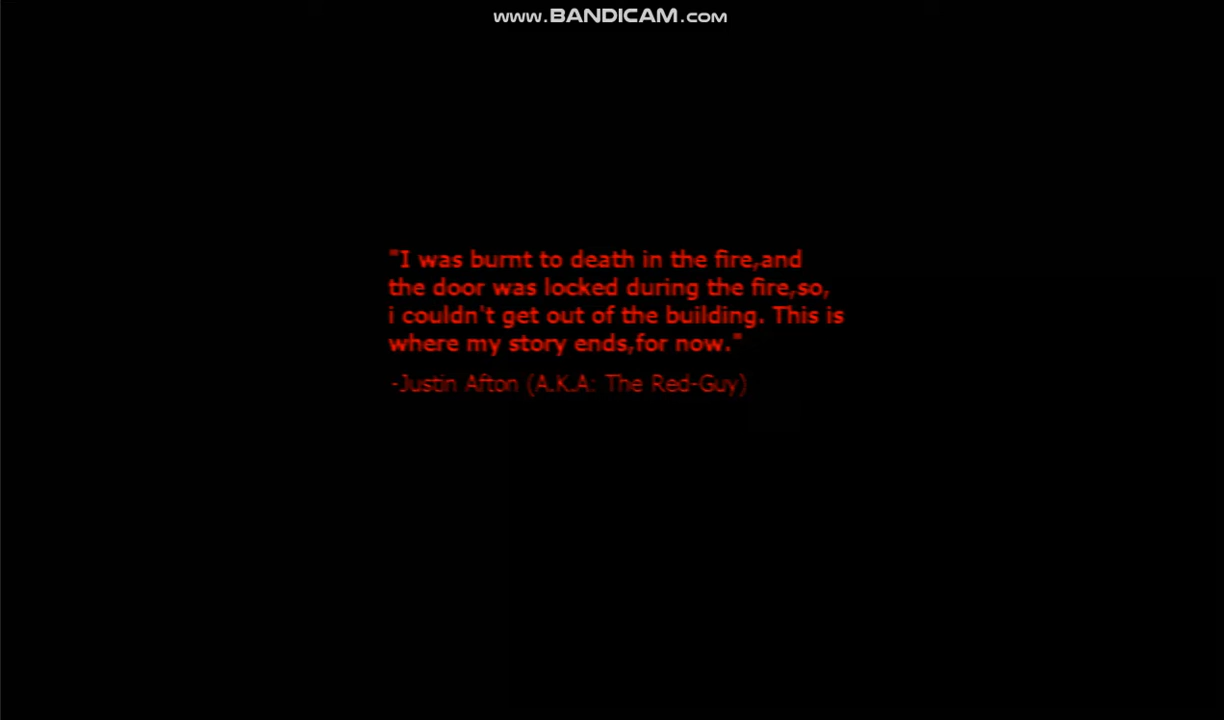 www.BANDICAM.com
"I was burnt to death in the fire,and
the door was locked during the fire,so,
i couldn't get out of the building. This is
where my story ends,for now."
-Justin Afton (A.K.A: The Red-Guy)